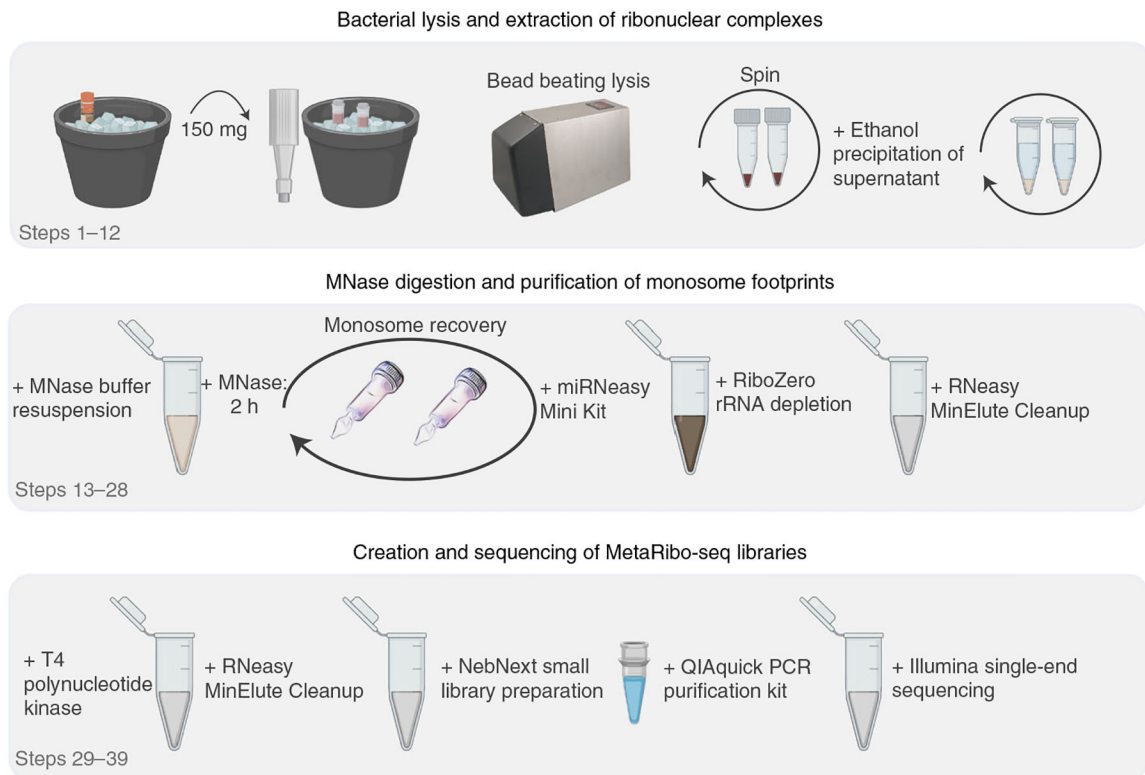 Bacterial lysis and extraction of ribonuclear complexes
150 mg
Bead beating lysis
Spin
+ Ethanol
precipitation of
supernatant
Steps 1–12
MNase digestion and purification of monosome footprints
+ MNase buffer
resuspension
+ MNase:
2 h
Monosome recovery
+ miRNeasy
Mini Kit
+ RiboZero
rRNA depletion
+ RNeasy
MinElute Cleanup
Steps 13–28
Creation and sequencing of MetaRibo-seq libraries
+ T4
polynucleotide
kinase
+ RNeasy
MinElute Cleanup
+ NebNext small
library preparation
+ QIAquick PCR
purification kit
+ Illumina single-end
sequencing
Steps 29–39